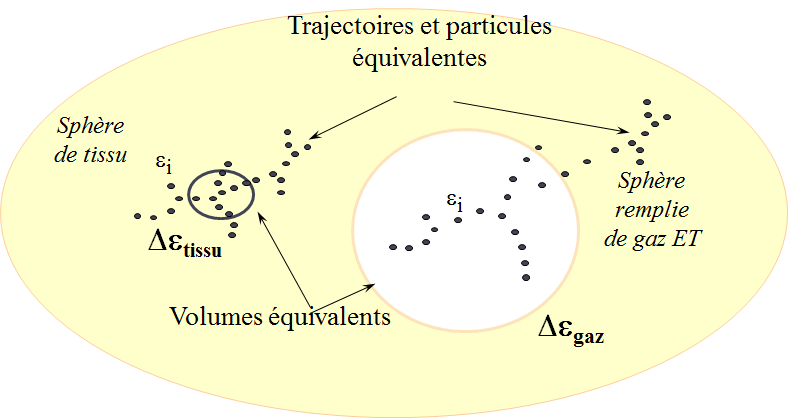 Trajectoires et particules
équivalentes
Sphère
de tissu
εi
Δεtissu
εi
Sphère
remplie
de gaz ET
Volumes équivalents
Δεgaz